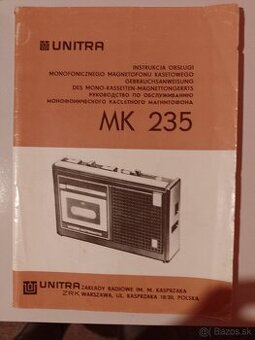 UNITRA
INSTRUKCJA OBSŁUGI
MONOFONICZNEGO MAGNETOFONU KASETOWEGO
GEBRAUCHSANWEISUNG
DES MONO-KASSETTEN-MAGNETTONGERÄTS
РУКОВОДСТВО ПО ОБСЛУЖИВАНИЮ
МОНОФОНИЧЕСКОГО КАССЕТНОГО МАГНИТОФОНА
MK 235
UNITRA ZAKŁADY RADIOWE IM. M. KASPRZAKA
ZRK WARSZAWA, UL. KASPRZAKA 18/20, POLSKA
Bazos.sk